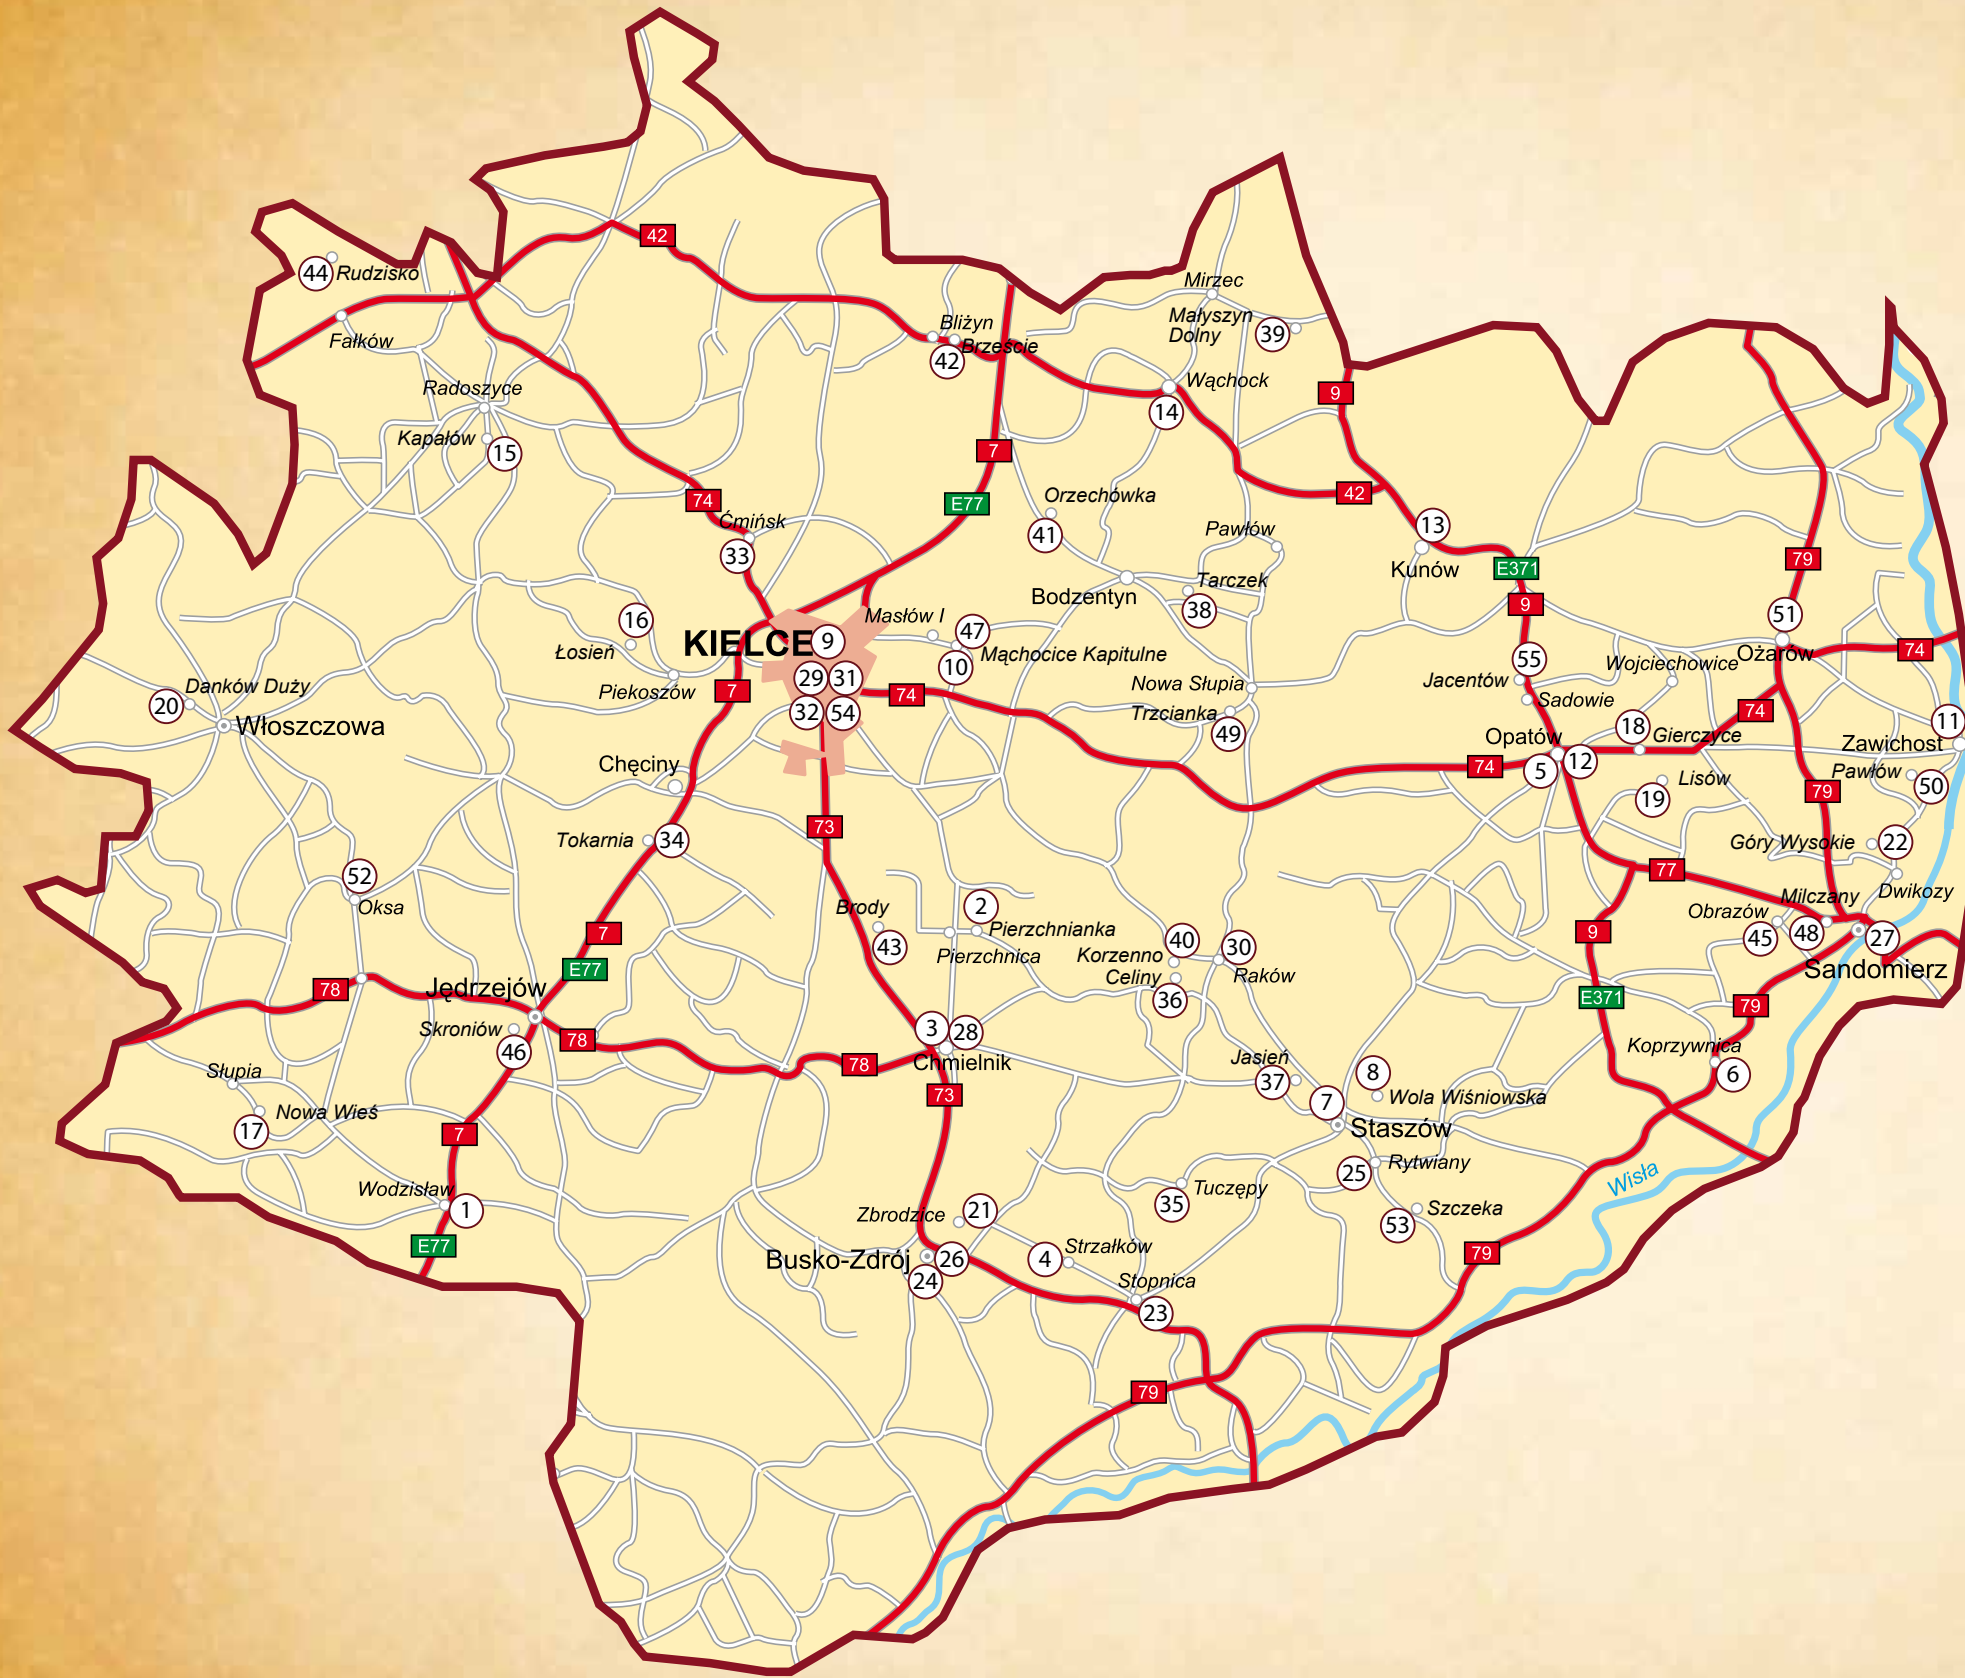 42
44
Rudzisko
Fałków
Mirzec
Małyszyn
Dolny
39
Bliżyn
Brzeście
42
Radoszyce
Wąchock
14
9
Kapałów
15
7
74
E77
42
Orzechówka
41
Ćmińsk
33
Pawłów
13
Kunów
E371
9
79
Tarczek
38
Bodzentyn
16
Łosień
Masłów I
47
KIELCE
9
10
Mąchocice Kapitulne
51
Ożarów
74
55
Wojciechowice
Jacentów
Sadowie
Piekoszów
7
29
31
74
Nowa Słupia
Trzcianka
49
32
54
20
Danków Duży
Włoszczowa
74
18
Gierczyce
11
Zawichost
Opatów
5
12
74
Chęciny
Lisów
19
79
Pawłów
50
Tokarnia
34
73
Góry Wysokie
22
52
Oksa
77
Dwikozy
Milczany
Brody
43
2
Pierzchnianka
Pierzchnica
Obrazów
45
48
27
Sandomierz
7
E77
9
40
Korzenno
Celiny
36
30
Raków
78
Jędrzejów
E371
79
Skroniów
46
78
78
3
28
Chmielnik
73
Koprzywnica
6
Jasień
37
8
Wola Wiśniowska
7
Staszów
Słupia
Nowa Wieś
17
7
25
Rytwiany
Wisła
Wodzisław
1
E77
Tuczępy
35
Szczeka
53
Zbrodzice
21
Busko-Zdrój
26
24
4
Strzałków
Stopnica
23
79
79